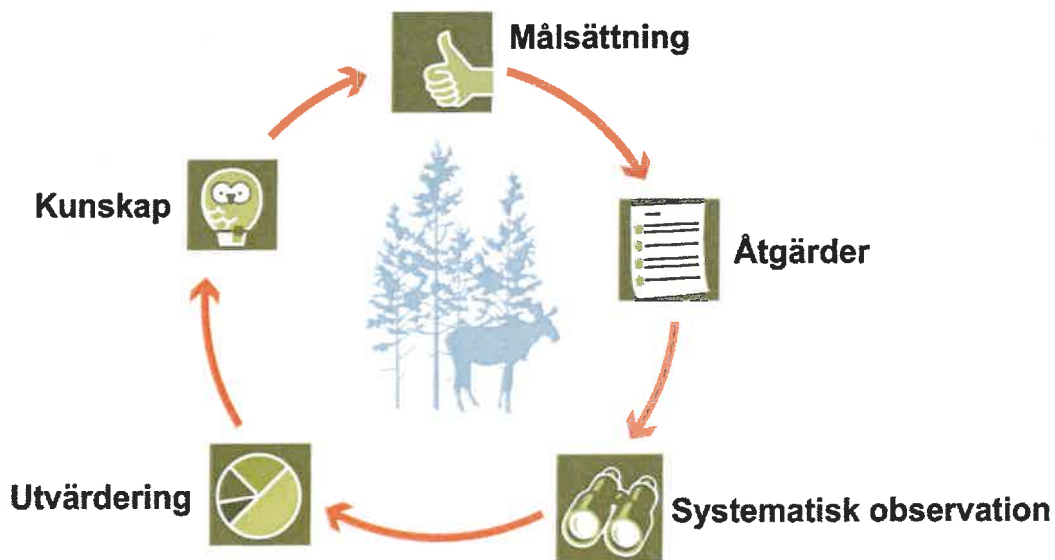 Målsättning
Åtgärder
Systematisk observation
Utvärdering
Kunskap